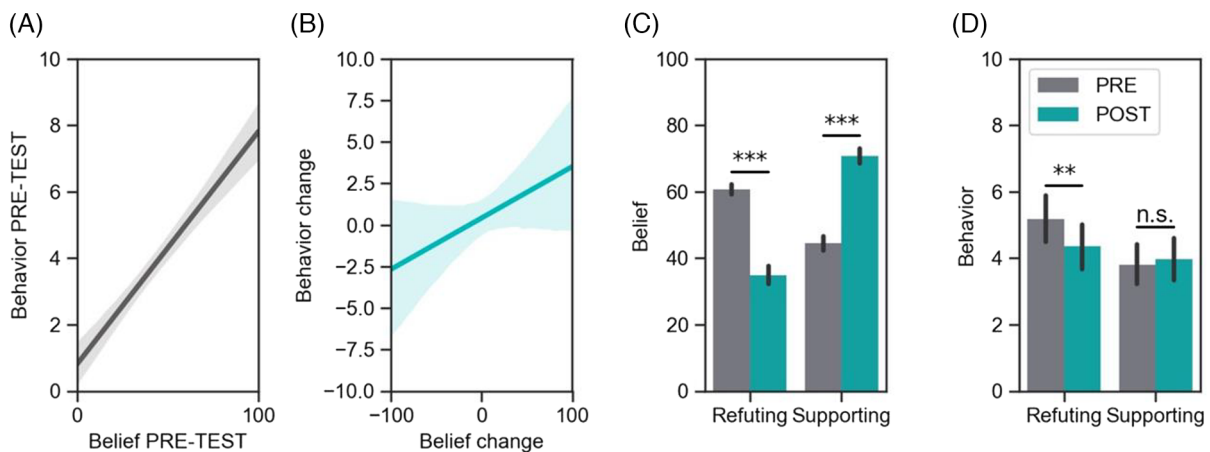 (A)
10
8
6
4
2
0
Behavior PRE-TEST
0
100
Belief PRE-TEST
(B)
10.0
7.5
5.0
2.5
0.0
−2.5
−5.0
−7.5
−10.0
Behavior change
−100
0
100
Belief change
(C)
100
80
60
40
20
0
Belief
***
***
Refuting
Supporting
(D)
10
8
6
4
2
0
Behavior
PRE
POST
**
n.s.
Refuting
Supporting